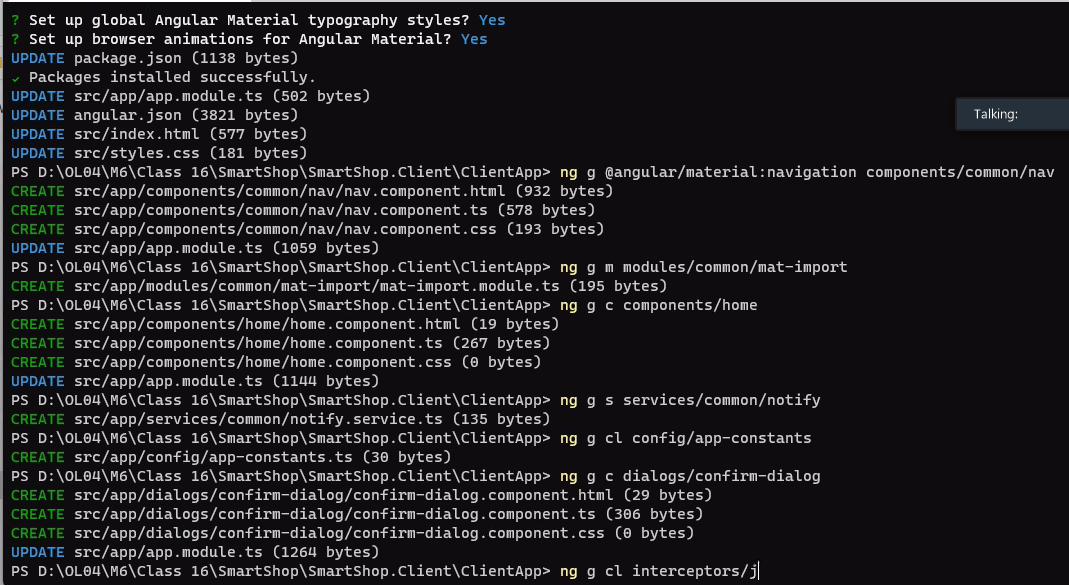 ? Set up global Angular Material typography styles? Yes
? Set up browser animations for Angular Material? Yes
UPDATE package.json (1138 bytes)
✓ Packages installed successfully.
UPDATE src/app/app.module.ts (502 bytes)
UPDATE angular.json (3821 bytes)
Talking:
UPDATE src/index.html (577 bytes)
UPDATE src/styles.css (181 bytes)
PS D:\OL04\M6\Class 16\SmartShop\SmartShop.Client\ClientApp> ng g @angular/material:navigation components/common/nav
CREATE src/app/components/common/nav/nav.component.html (932 bytes)
CREATE src/app/components/common/nav/nav.component.ts (578 bytes)
CREATE src/app/components/common/nav/nav.component.css (193 bytes)
UPDATE src/app/app.module.ts (1059 bytes)
PS D:\OL04\M6\Class 16\SmartShop\SmartShop.Client\ClientApp> ng g m modules/common/mat-import
CREATE src/app/modules/common/mat-import/mat-import.module.ts (195 bytes)
PS D:\OL04\M6\Class 16\SmartShop\SmartShop.Client\ClientApp> ng g c components/home
CREATE src/app/components/home/home.component.html (19 bytes)
CREATE src/app/components/home/home.component.ts (267 bytes)
CREATE src/app/components/home/home.component.css (0 bytes)
UPDATE src/app/app.module.ts (1144 bytes)
PS D:\OL04\M6\Class 16\SmartShop\SmartShop.Client\ClientApp> ng g s services/common/notify
CREATE src/app/services/common/notify.service.ts (135 bytes)
PS D:\OL04\M6\Class 16\SmartShop\SmartShop.Client\ClientApp> ng g cl config/app-constants
CREATE src/app/config/app-constants.ts (30 bytes)
PS D:\OL04\M6\Class 16\SmartShop\SmartShop.Client\ClientApp> ng g c dialogs/confirm-dialog
CREATE src/app/dialogs/confirm-dialog/confirm-dialog.component.html (29 bytes)
CREATE src/app/dialogs/confirm-dialog/confirm-dialog.component.ts (306 bytes)
CREATE src/app/dialogs/confirm-dialog/confirm-dialog.component.css (0 bytes)
UPDATE src/app/app.module.ts (1264 bytes)
PS D:\OL04\M6\Class 16\SmartShop\SmartShop.Client\ClientApp> ng g cl interceptors/j